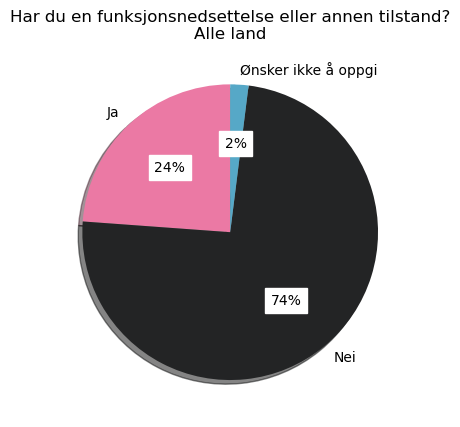 Har du en funksjonsnedsettelse eller annen tilstand?
Alle land
Ønsker ikke å oppgi
Ja
2%
24%
74%
Nei